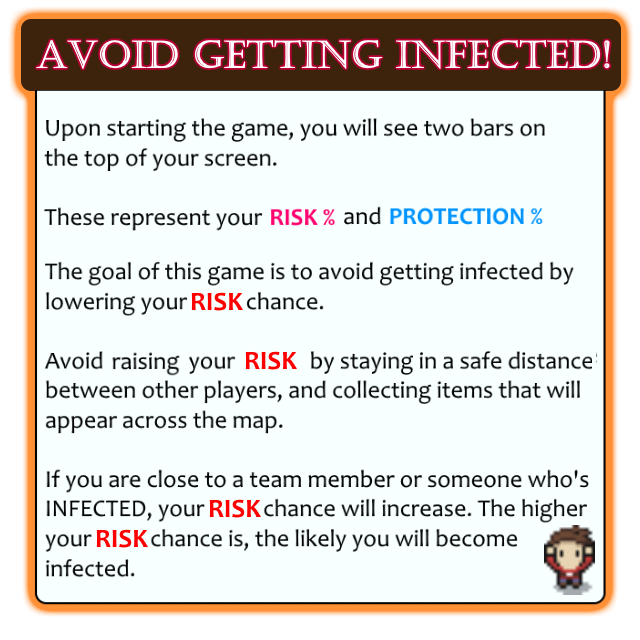 AVOID GETTING INFECTED!
Upon starting the game, you will see two bars on
the top of your screen.
These represent your RISK % and PROTECTION %
The goal of this game is to avoid getting infected by
lowering your RISK chance.
Avoid raising your RISK by staying in a safe distance
between other players, and collecting items that will
appear across the map.
If you are close to a team member or someone who's
INFECTED, your RISK chance will increase. The higher
your RISK chance is, the likely you will become
infected.